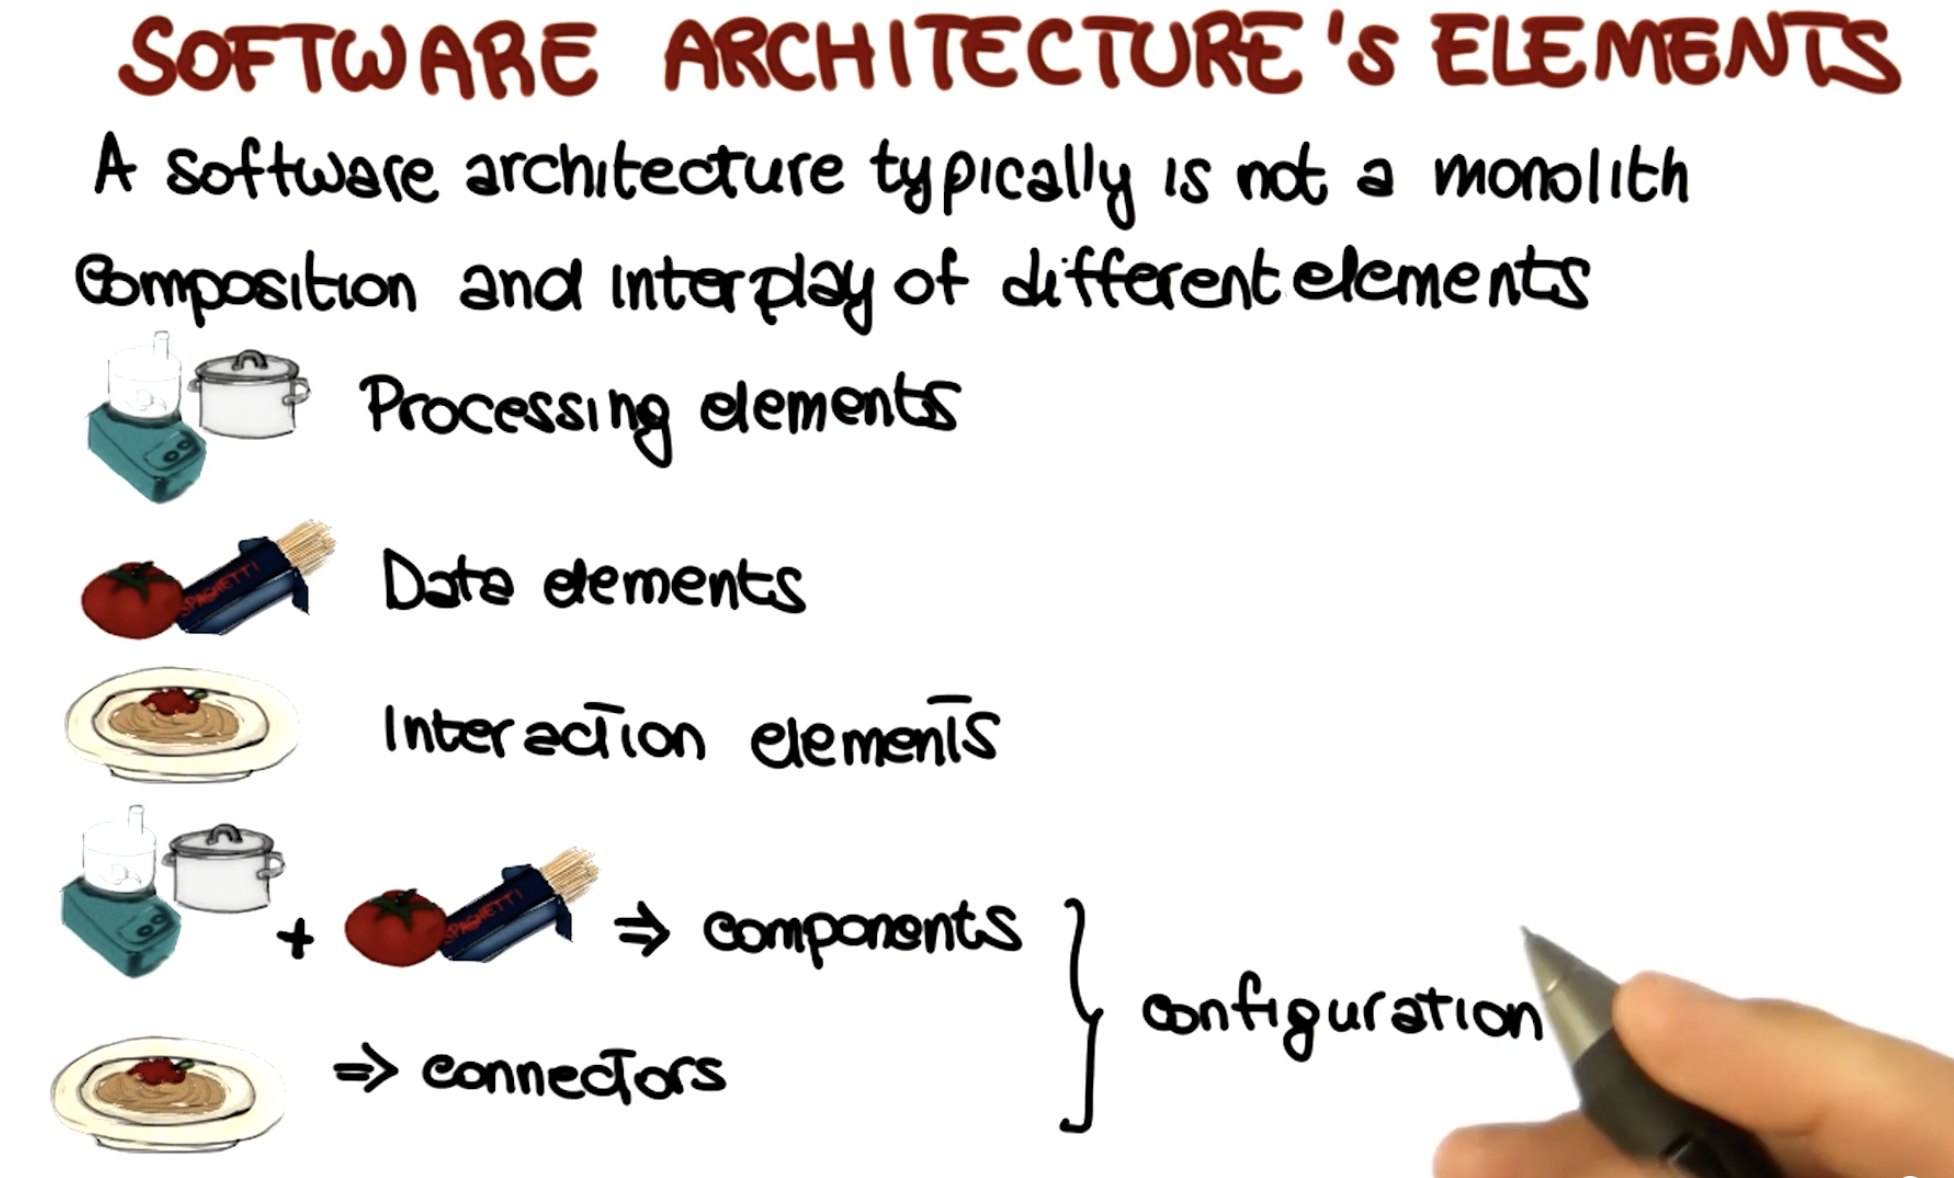 SOFTWARE ARCHITECTURE's ELEMENTS
A software architecture typically is not a monolith
Composition and interplay of different elements
Processing elements
SPAGHETTI
Data elements
Interaction elements
+ SPAGHETTI ⇒ components
configuration
⇒ connectors